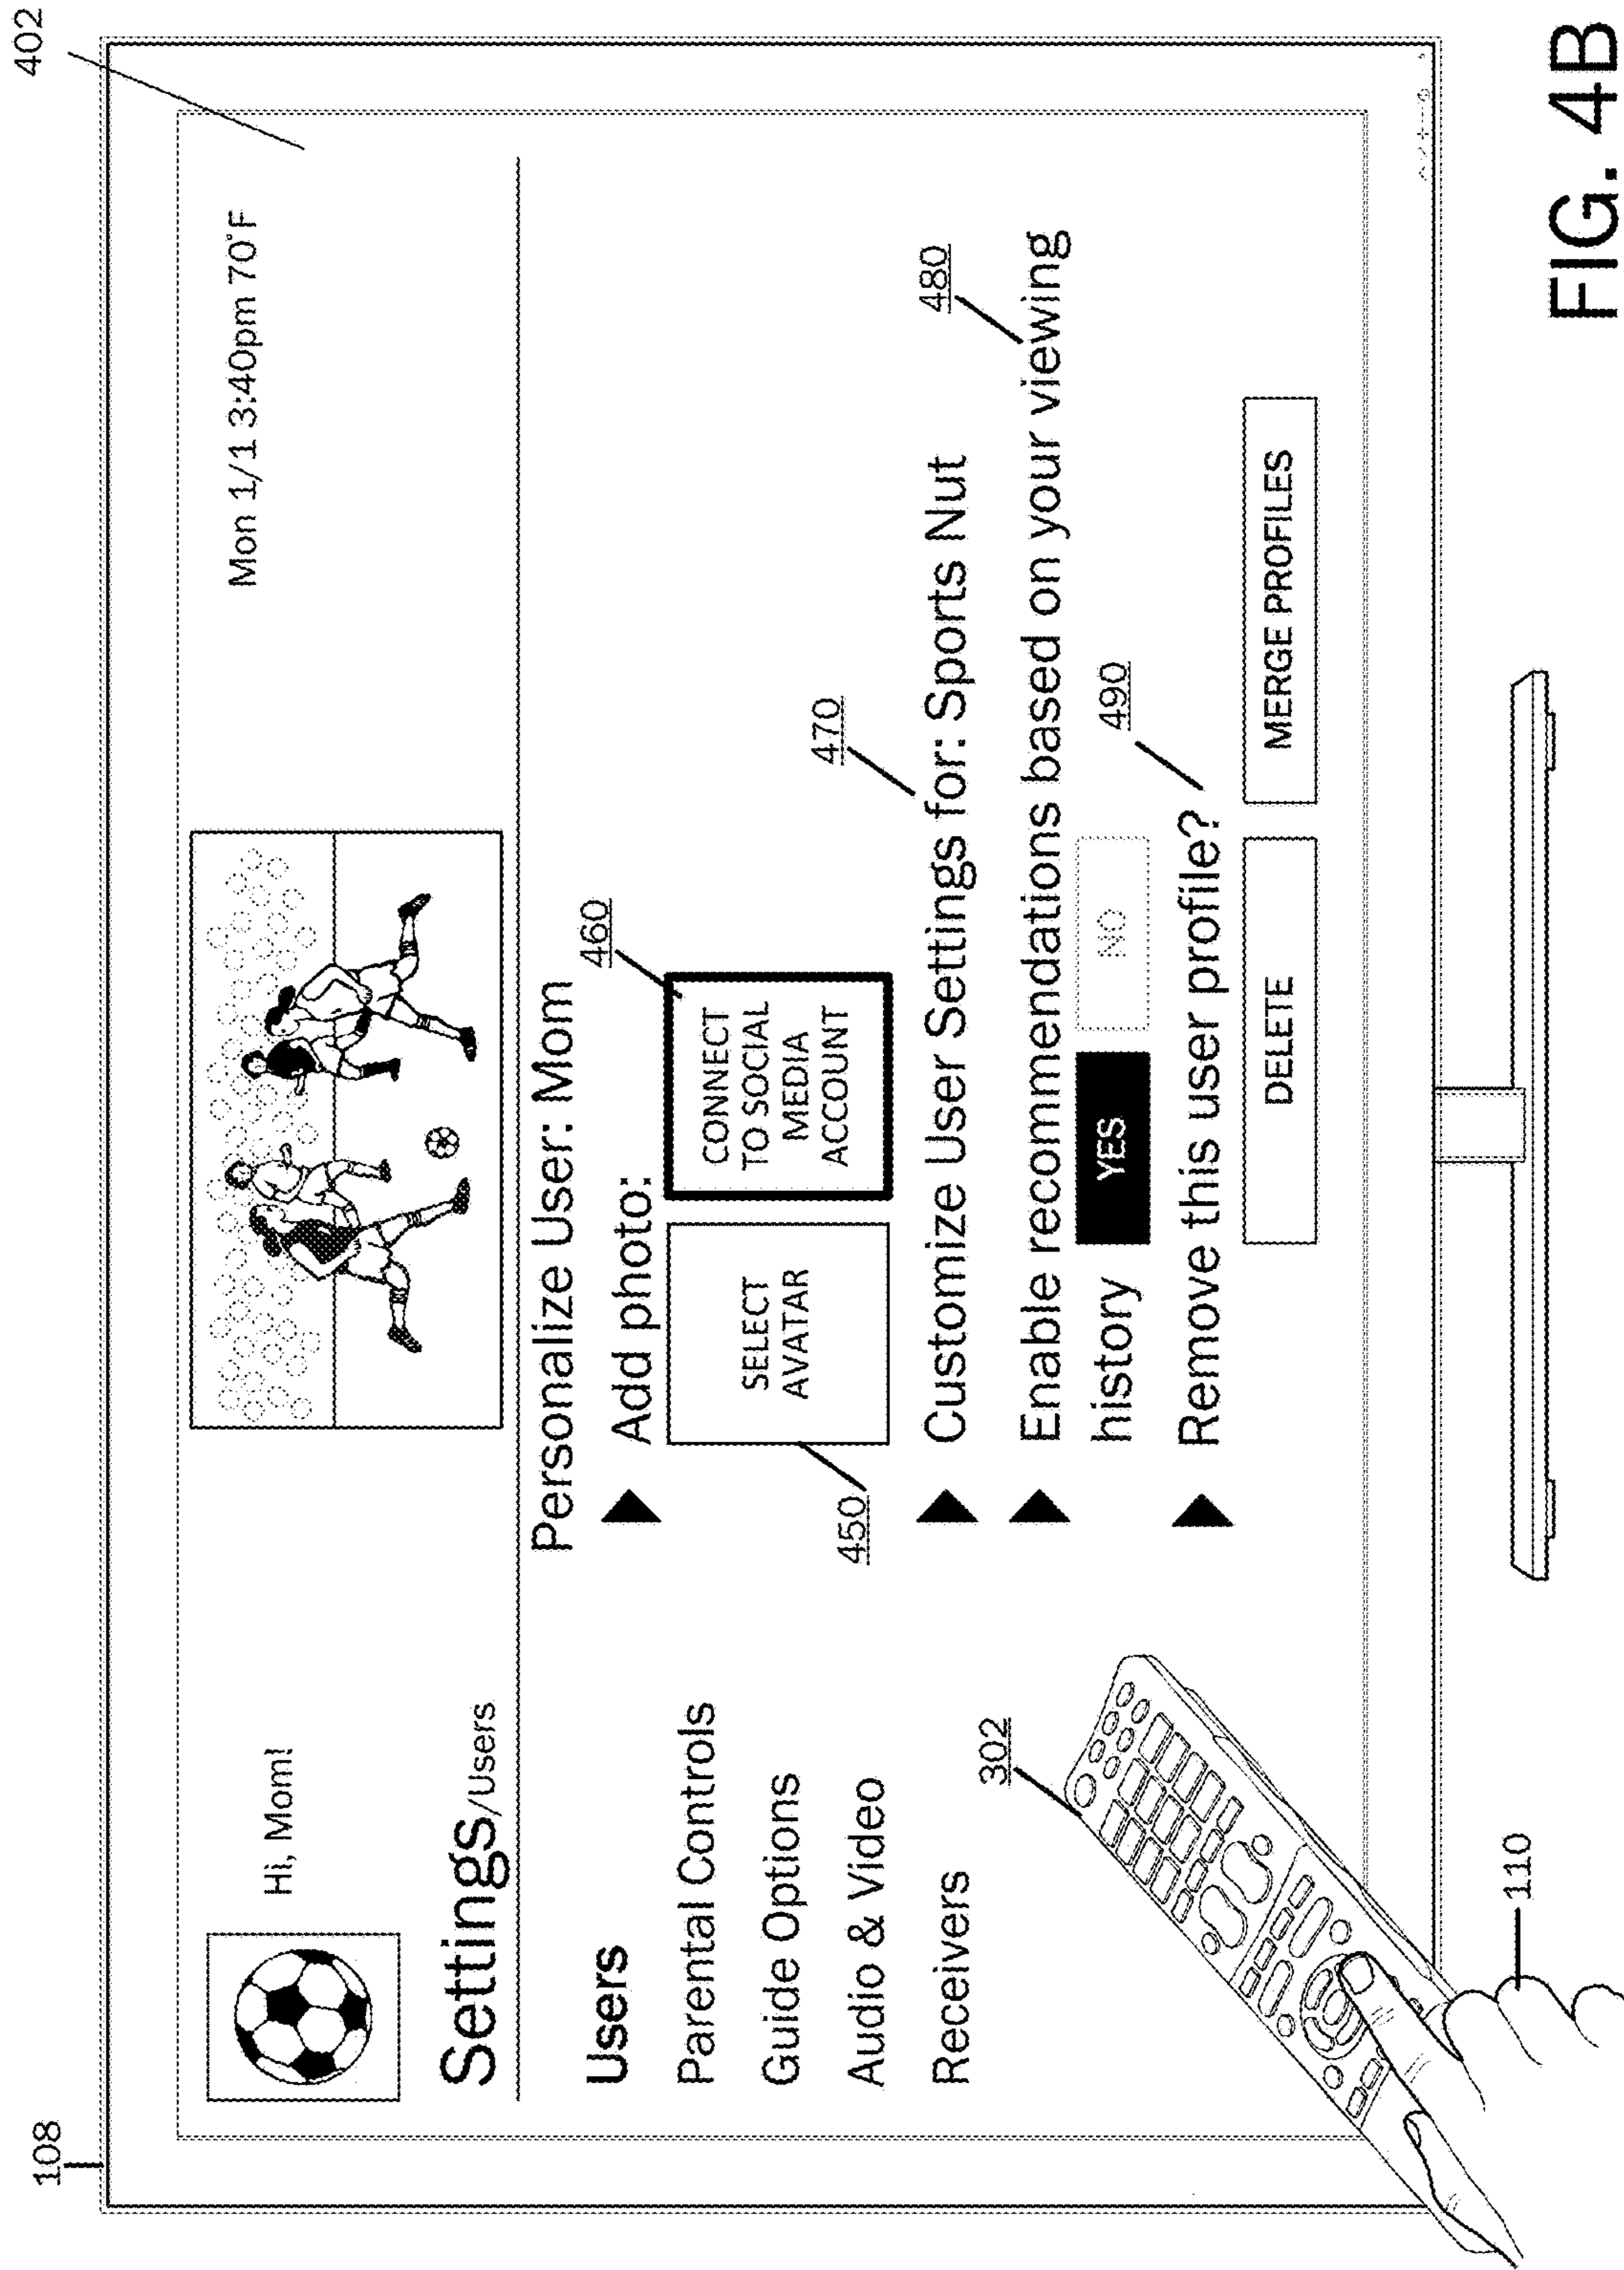 108
402
Hi, Mom!
Mon 1/1 3:40pm 70°F
Settings/Users
Users
Parental Controls
Guide Options
Audio & Video
Receivers
Personalize User: Mom
Add photo:
460
SELECT
AVATAR
CONNECT
TO SOCIAL
MEDIA
ACCOUNT
450
470
Customize User Settings for: Sports Nut
480
Enable recommendations based on your viewing
history
YES
NO
490
Remove this user profile?
DELETE
MERGE PROFILES
302
110
FIG. 4B